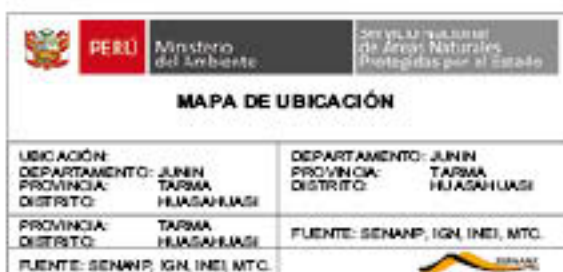 PERÚ
Ministerio
del Ambiente
Servicio Nacional
de Áreas Naturales
Protegidas por el Estado
MAPA DE UBICACIÓN
UBICACIÓN:
DEPARTAMENTO: JUNIN
PROVINCIA: TARMA
DISTRITO: HUASAHUASI
DEPARTAMENTO: JUNIN
PROVINCIA: TARMA
DISTRITO: HUASAHUASI
PROVINCIA: TARMA
DISTRITO: HUASAHUASI
FUENTE: SENANP, IGN, INEI, MTC.
FUENTE: SENANP, IGN, INEI, MTC.